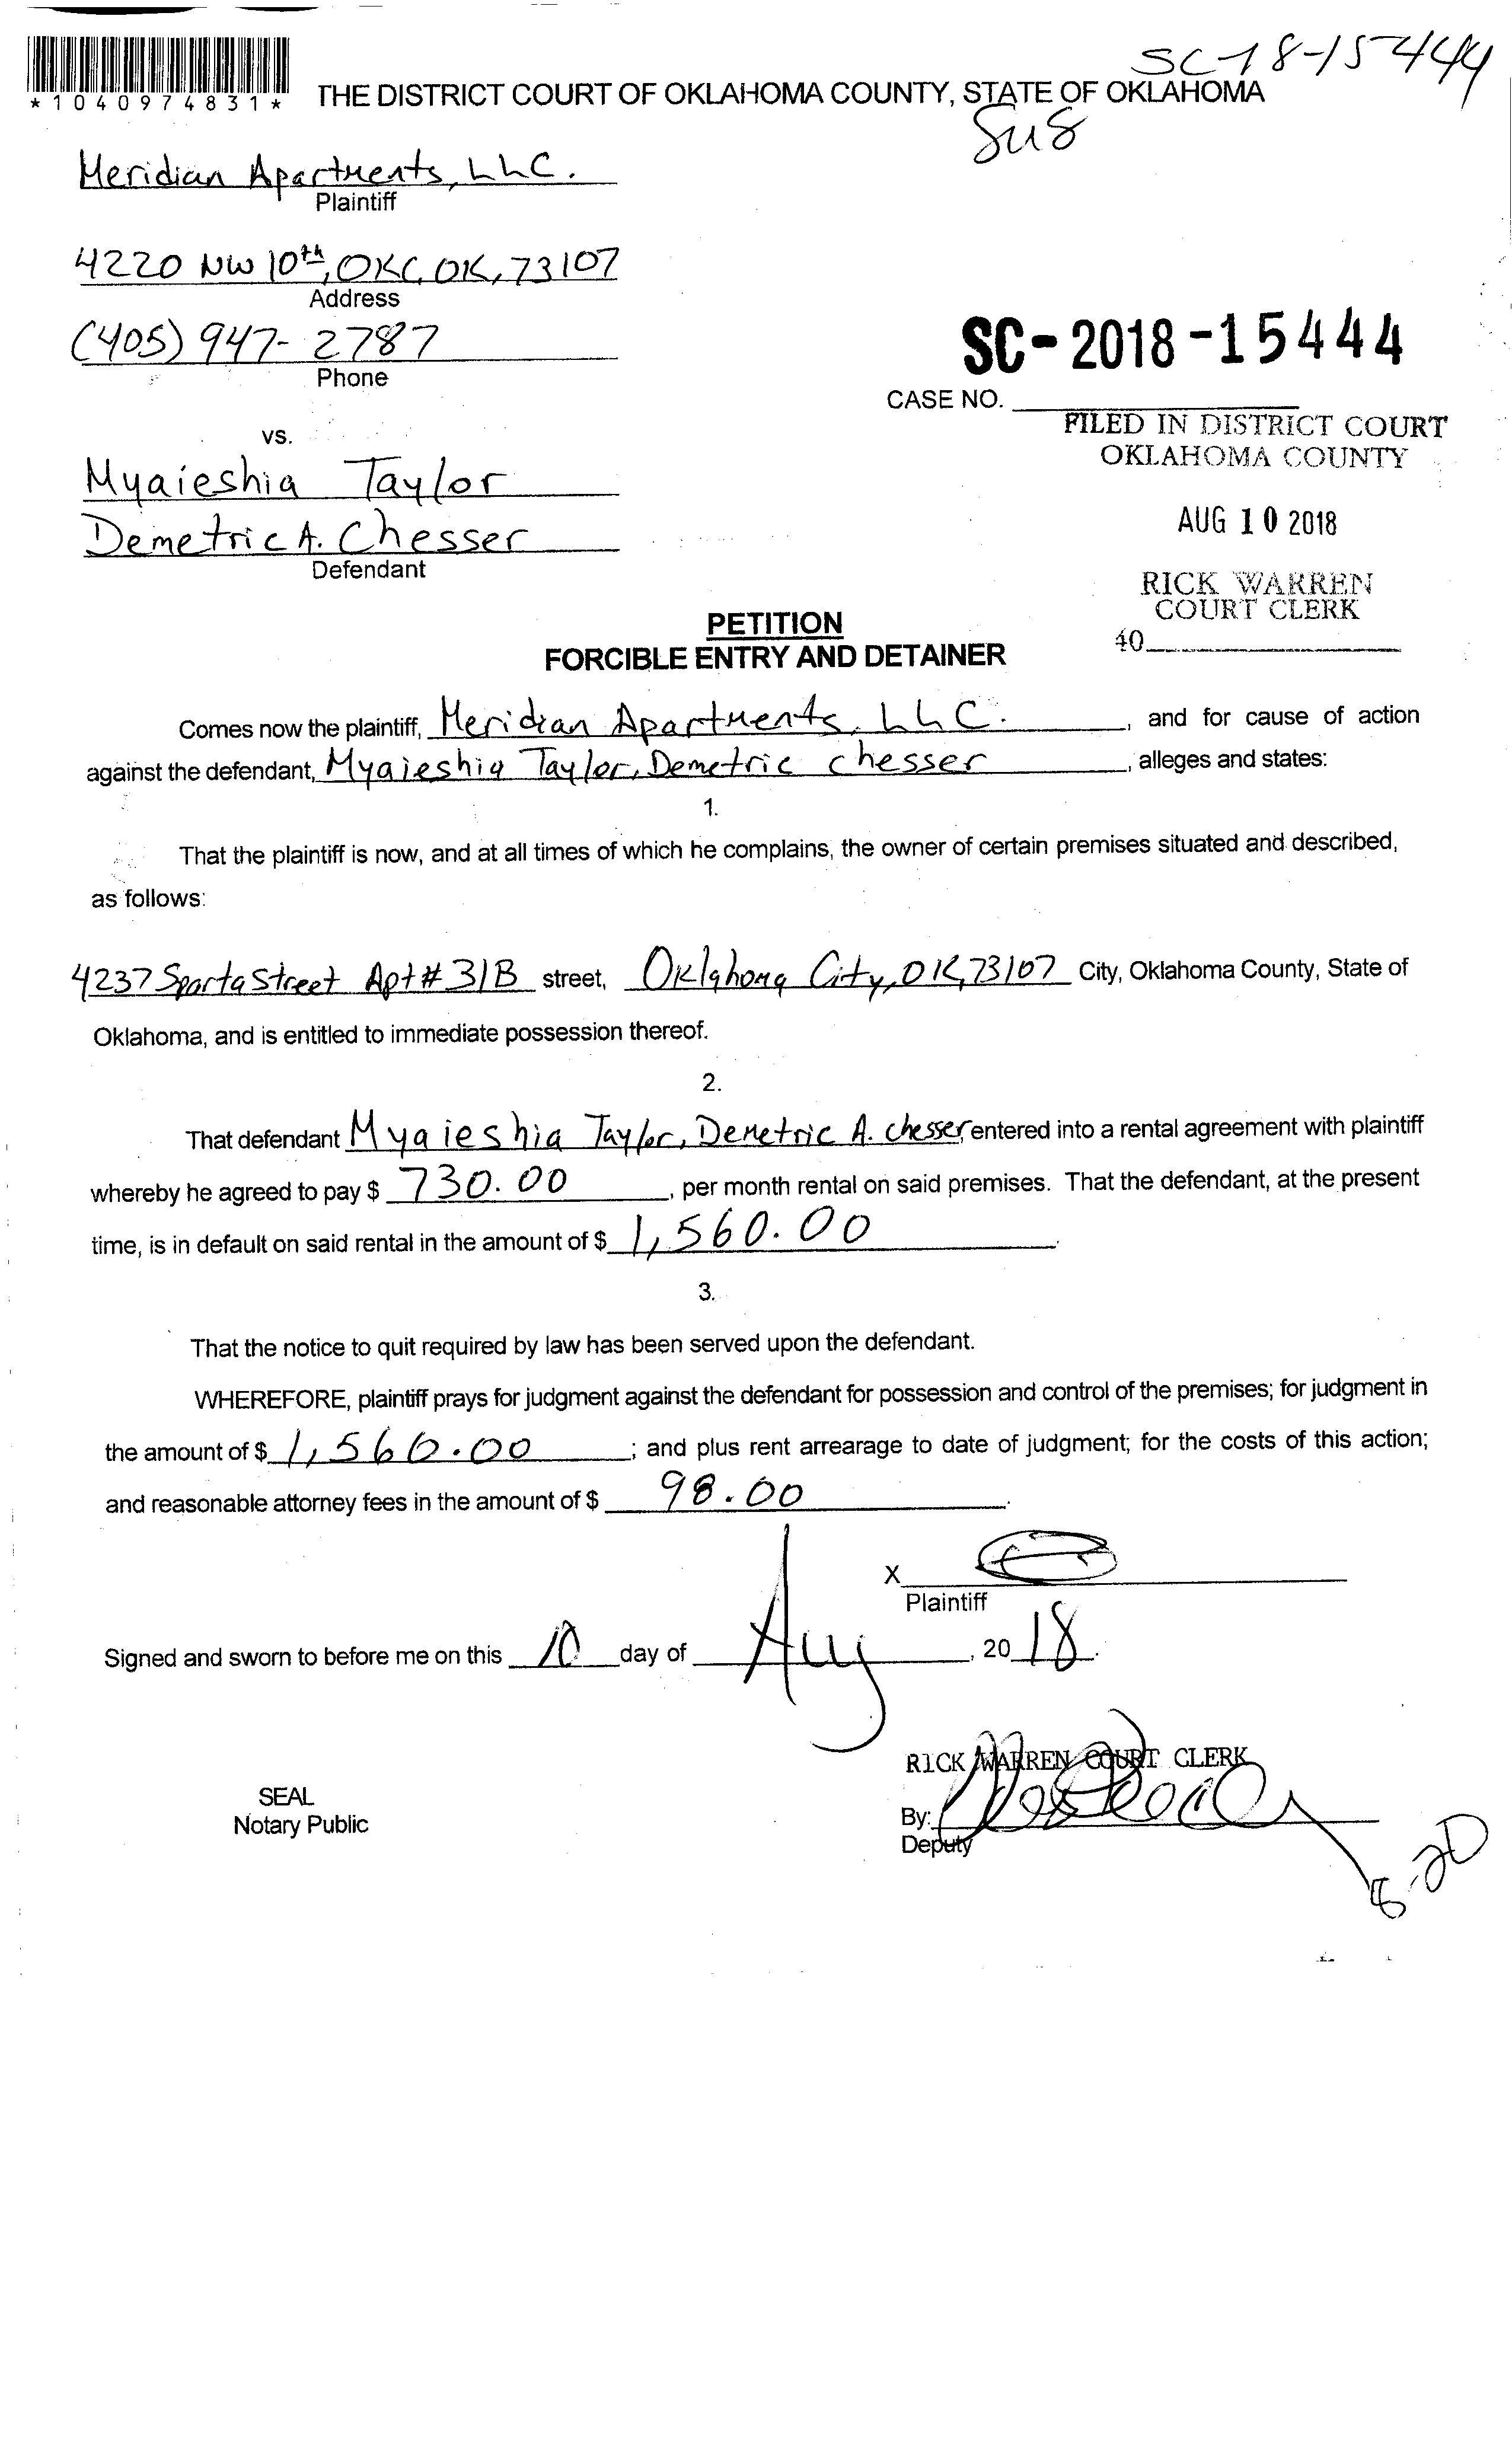 SC-18-15444
*1040974831*
THE DISTRICT COURT OF OKLAHOMA COUNTY, STATE OF OKLAHOMA
Meridian Apartments, LLC.
Plaintiff
4220 NW 10th, OKC, OK, 73107
Address
(405) 947-2787
Phone
SC-2018-15444
CASE NO.
FILED IN DISTRICT COURT
OKLAHOMA COUNTY
vs.
Myaieshia Taylor
AUG 10 2018
Demetric A. Chesser
Defendant
RICK WARREN
COURT CLERK
40
PETITION
FORCIBLE ENTRY AND DETAINER
Comes now the plaintiff, Meridian Apartments, LLC. , and for cause of action
against the defendant, Myaieshia Taylor, Demetric chesser , alleges and states:
1.
That the plaintiff is now, and at all times of which he complains, the owner of certain premises situated and described,
as follows:
4237 Sparta Street Apt# 31B street, Oklahoma City, OK, 73107 City, Oklahoma County, State of
Oklahoma, and is entitled to immediate possession thereof.
2.
That defendant Myaieshia Taylor, Demetric A. chesser, entered into a rental agreement with plaintiff
whereby he agreed to pay $ 730.00 , per month rental on said premises. That the defendant, at the present
time, is in default on said rental in the amount of $ 1,560.00 .
3.
That the notice to quit required by law has been served upon the defendant.
WHEREFORE, plaintiff prays for judgment against the defendant for possession and control of the premises; for judgment in
the amount of $ 1,560.00 ; and plus rent arrearage to date of judgment; for the costs of this action;
and reasonable attorney fees in the amount of $ 98.00 .
X
Plaintiff
Signed and sworn to before me on this 10 day of Aug , 20 18.
RICK WARREN COURT CLERK
SEAL
Notary Public
By:
Deputy
8-20